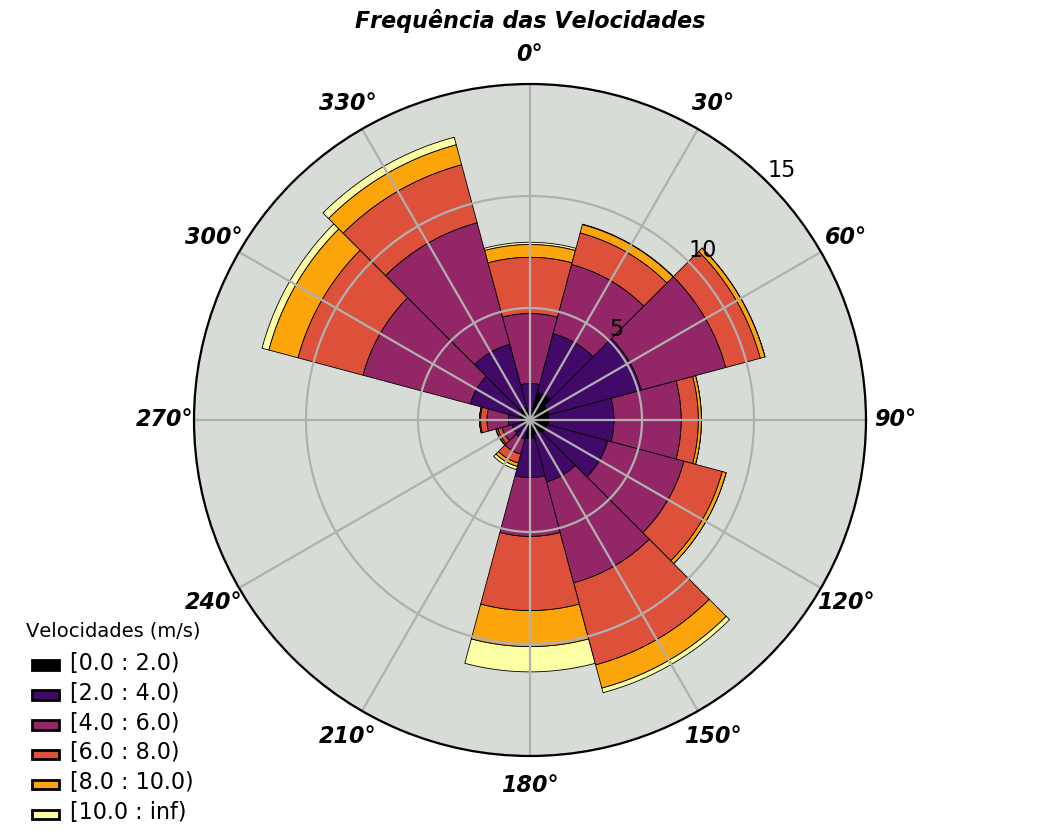 Frequência das Velocidades
0°
330°
30°
15
300°
60°
10
5
270°
90°
240°
120°
210°
150°
180°
Velocidades (m/s)
[0.0 : 2.0)
[2.0 : 4.0)
[4.0 : 6.0)
[6.0 : 8.0)
[8.0 : 10.0)
[10.0 : inf)